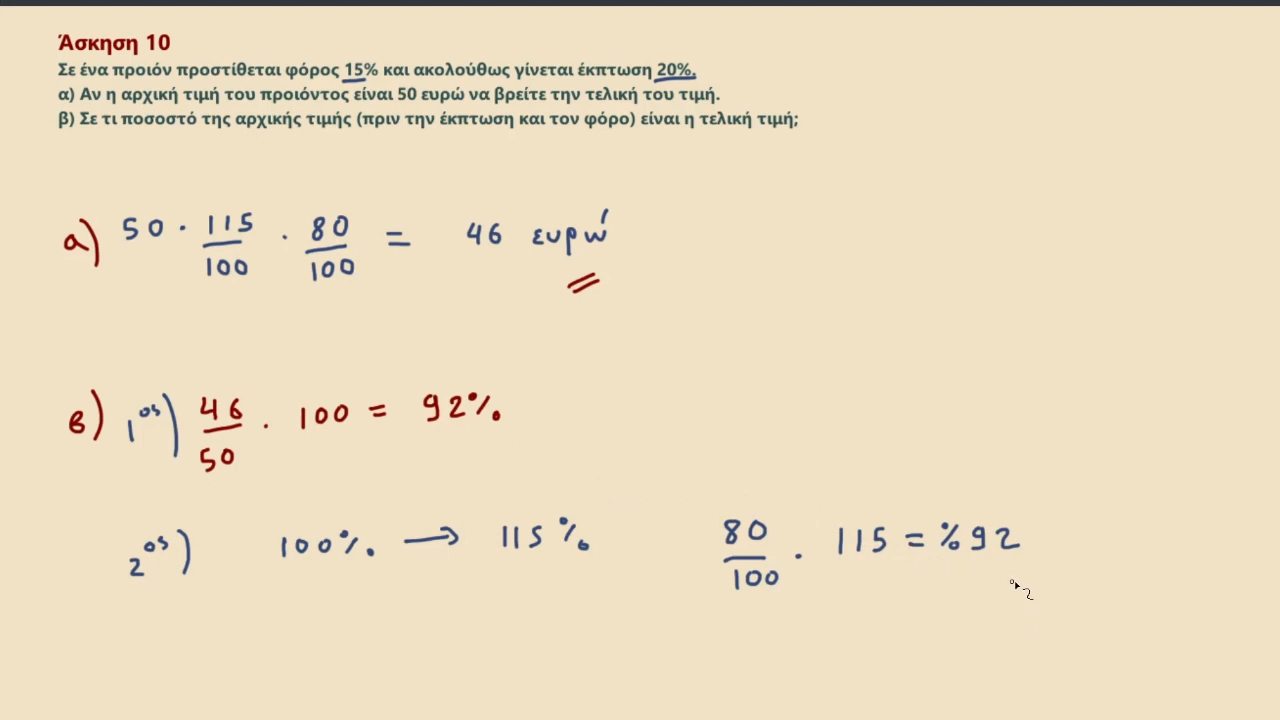 Άσκηση 10
Σε ένα προιόν προστίθεται φόρος 15% και ακολούθως γίνεται έκπτωση 20%.
α) Αν η αρχική τιμή του προιόντος είναι 50 ευρώ να βρείτε την τελική του τιμή.
β) Σε τι ποσοστό της αρχικής τιμής (πριν την έκπτωση και τον φόρο) είναι η τελική τιμή;
α) 50 · 115/100 · 80/100 = 46 ευρώ
β) 1ος) 46/50 · 100 = 92%
2ος) 100% → 115% 80/100 · 115 = %92